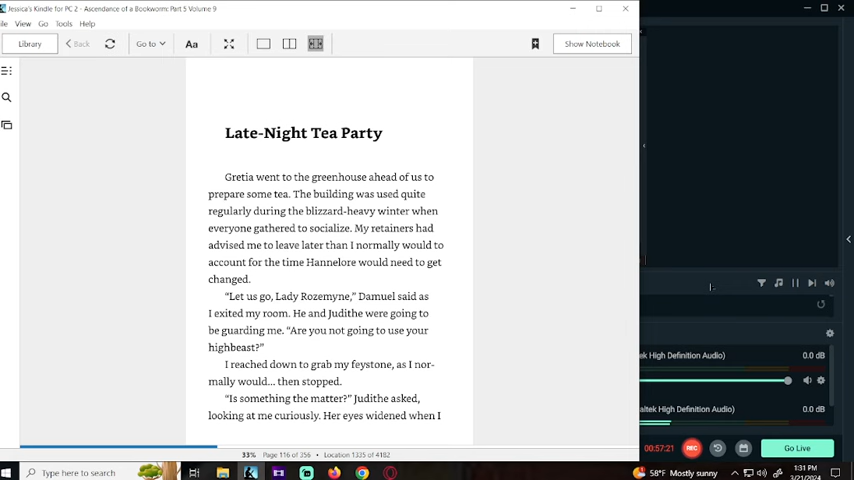 Jessica's Kindle for PC 2 - Ascendance of a Bookworm: Part 5 Volume 9
File View Go Tools Help
Library
Back
Aa
Go to
Show Notebook
Late-Night Tea Party
Gretia went to the greenhouse ahead of us to
prepare some tea. The building was used quite
regularly during the blizzard-heavy winter when
everyone gathered to socialize. My retainers had
advised me to leave later than I normally would to
account for the time Hannelore would need to get
changed.
“Let us go, Lady Rozemyne,” Damuel said as
I exited my room. He and Judithe were going to
be guarding me. “Are you not going to use your
highbeast?”
I reached down to grab my feystone, as I nor-
mally would... then stopped.
“Is something the matter?” Judithe asked,
looking at me curiously. Her eyes widened when I
33% Page 116 of 356 Location 1335 of 4182
k High Definition Audio) 0.0 dB
ltek High Definition Audio) 0.0 dB
00:57:21 REC Go Live
Type here to search
58°F Mostly sunny
1:31 PM
3/21/2024